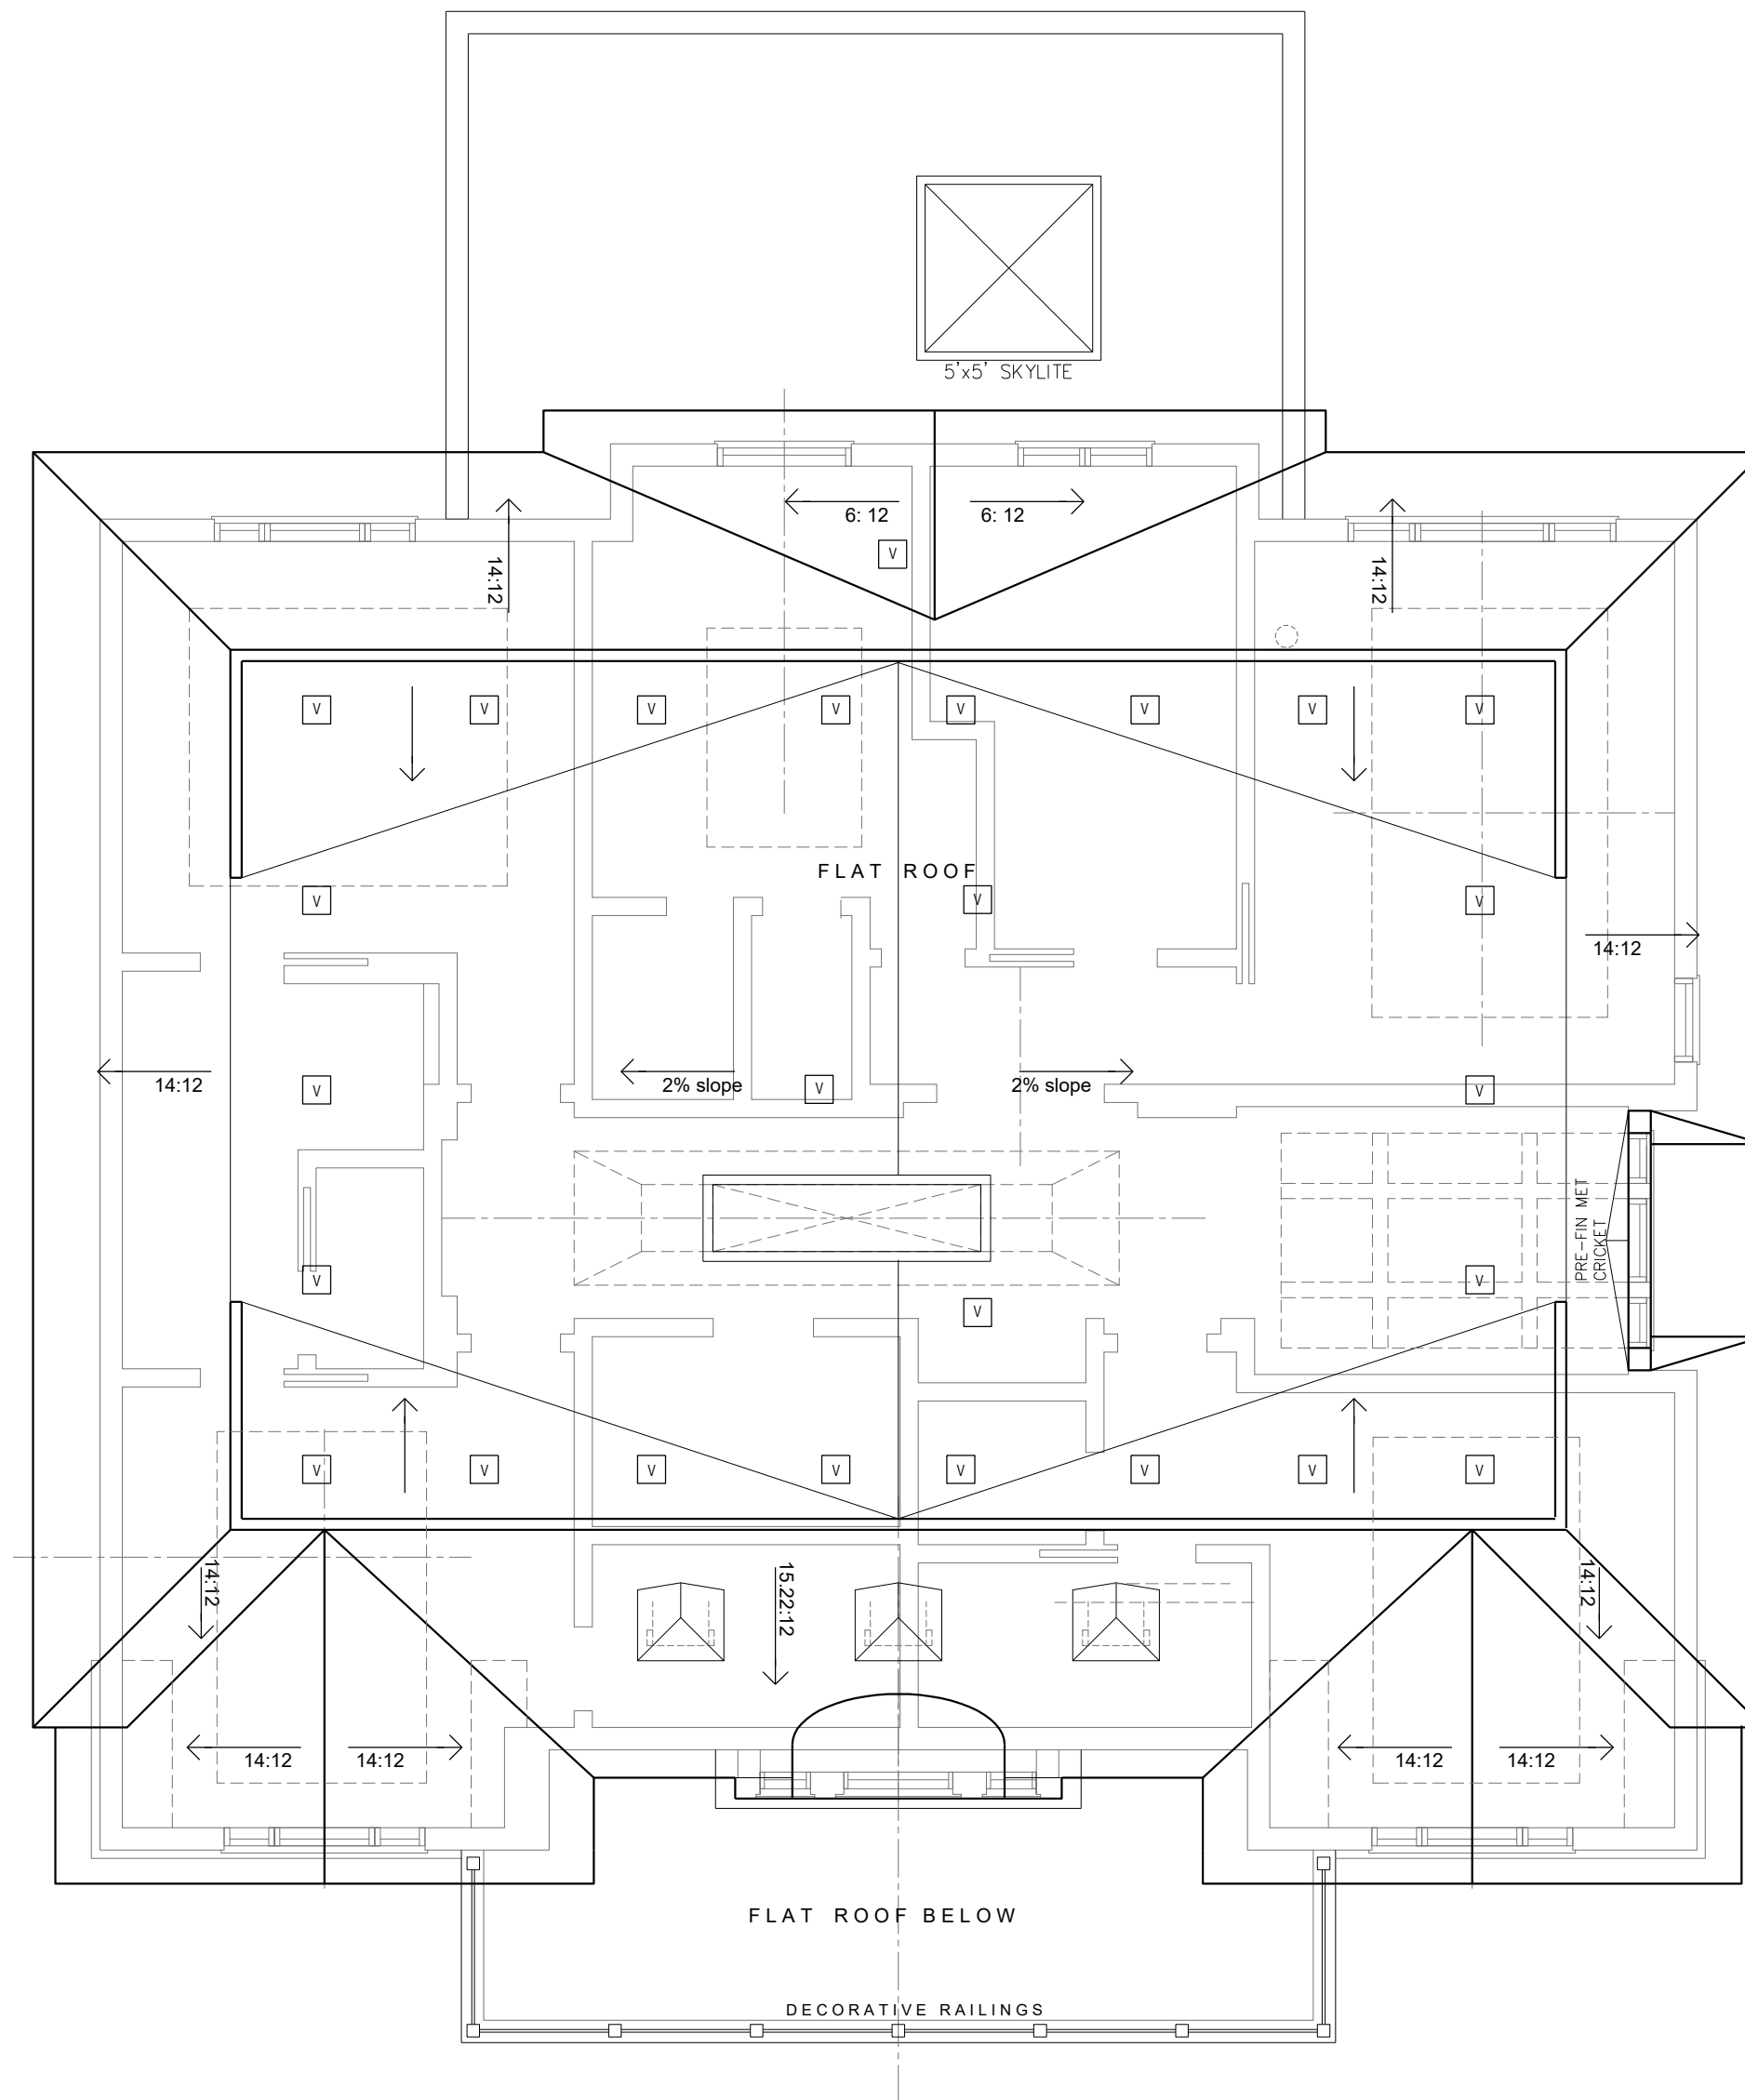 5'x5' SKYLITE
6: 12
6: 12
V
14:12
14:12
V
V
V
V
V
V
V
V
FLAT ROOF
V
V
V
14:12
14:12
2% slope
2% slope
V
V
V
PRE-FIN MET
CRICKET
V
V
V
V
V
V
V
V
V
V
V
14:12
15.22:12
14:12
14:12
14:12
14:12
14:12
FLAT ROOF BELOW
DECORATIVE RAILINGS